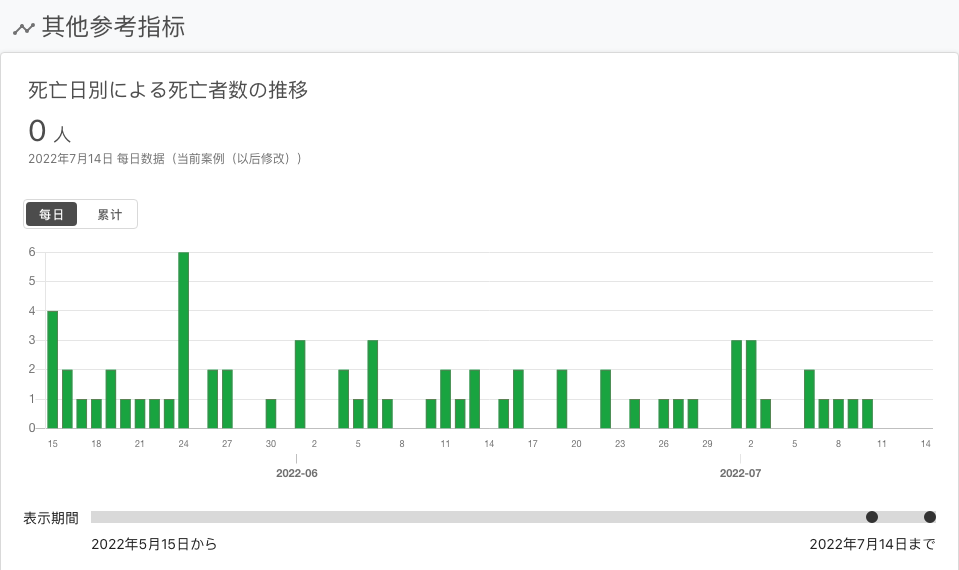 其他参考指标
死亡日別による死亡者数の推移
0 人
2022年7月14日 每日数据（当前案例（以后修改））
每日 累计
6
5
4
3
2
1
0
15 18 21 24 27 30 2 5 8 11 14 17 20 23 26 29 2 5 8 11 14
2022-06 2022-07
表示期間
2022年5月15日から 2022年7月14日まで